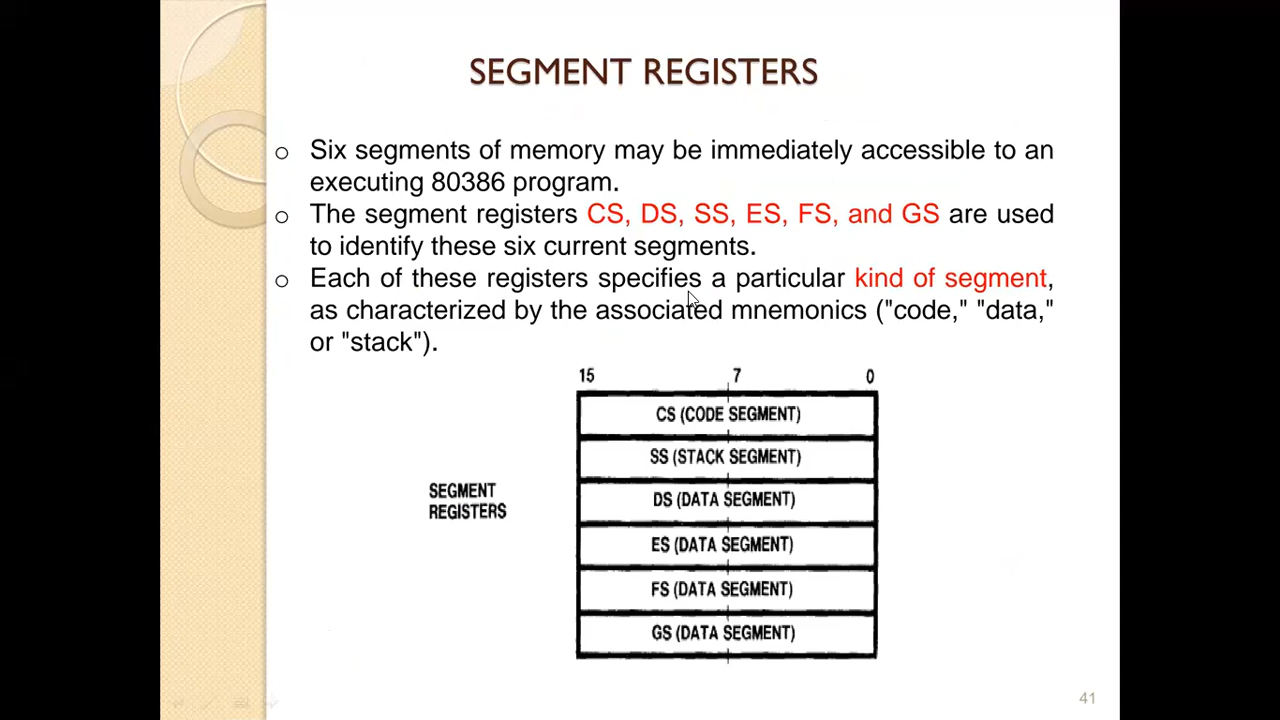 SEGMENT REGISTERS
Six segments of memory may be immediately accessible to an
executing 80386 program.
The segment registers CS, DS, SS, ES, FS, and GS are used
to identify these six current segments.
Each of these registers specifies a particular kind of segment,
as characterized by the associated mnemonics ("code," "data,"
or "stack").
15 7 0
CS (CODE SEGMENT)
SS (STACK SEGMENT)
SEGMENT
REGISTERS
DS (DATA SEGMENT)
ES (DATA SEGMENT)
FS (DATA SEGMENT)
GS (DATA SEGMENT)
41